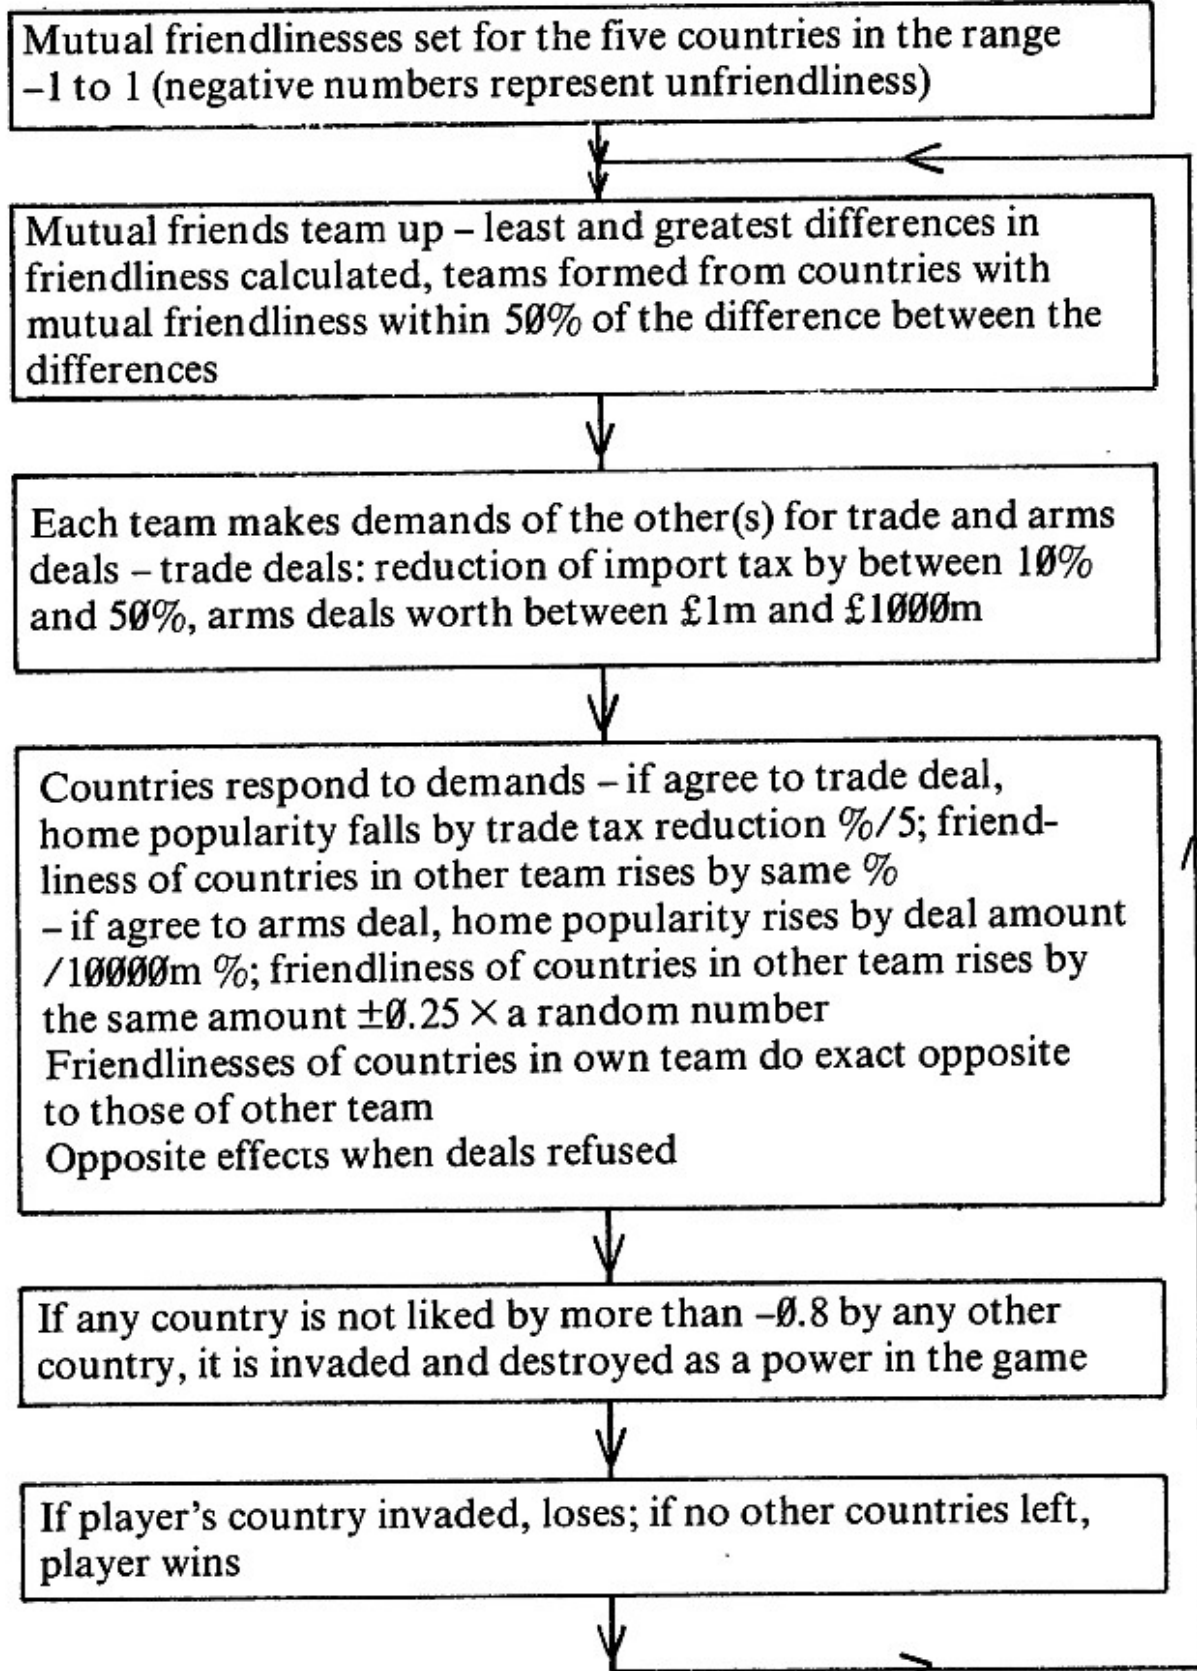 Mutual friendlinesses set for the five countries in the range
–1 to 1 (negative numbers represent unfriendliness)
Mutual friends team up – least and greatest differences in
friendliness calculated, teams formed from countries with
mutual friendliness within 5Ø% of the difference between the
differences
Each team makes demands of the other(s) for trade and arms
deals – trade deals: reduction of import tax by between 1Ø%
and 5Ø%, arms deals worth between £1m and £1ØØØm
Countries respond to demands – if agree to trade deal,
home popularity falls by trade tax reduction %/5; friend-
liness of countries in other team rises by same %
– if agree to arms deal, home popularity rises by deal amount
/1ØØØØm %; friendliness of countries in other team rises by
the same amount ±Ø.25 × a random number
Friendlinesses of countries in own team do exact opposite
to those of other team
Opposite effects when deals refused
If any country is not liked by more than –Ø.8 by any other
country, it is invaded and destroyed as a power in the game
If player's country invaded, loses; if no other countries left,
player wins